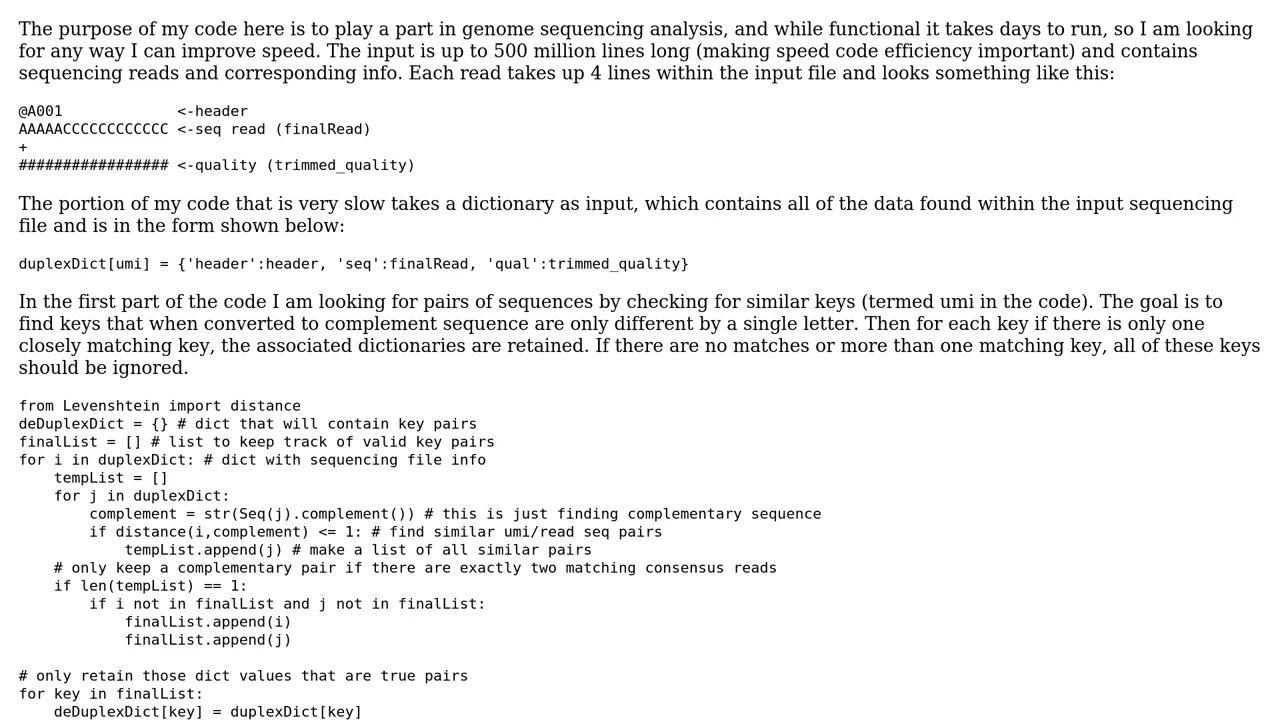 The purpose of my code here is to play a part in genome sequencing analysis, and while functional it takes days to run, so I am looking
for any way I can improve speed. The input is up to 500 million lines long (making speed code efficiency important) and contains
sequencing reads and corresponding info. Each read takes up 4 lines within the input file and looks something like this:
@A001             <-header
AAAAACCCCCCCCCCCC <-seq read (finalRead)
+
################# <-quality (trimmed_quality)
The portion of my code that is very slow takes a dictionary as input, which contains all of the data found within the input sequencing
file and is in the form shown below:
duplexDict[umi] = {'header':header, 'seq':finalRead, 'qual':trimmed_quality}
In the first part of the code I am looking for pairs of sequences by checking for similar keys (termed umi in the code). The goal is to
find keys that when converted to complement sequence are only different by a single letter. Then for each key if there is only one
closely matching key, the associated dictionaries are retained. If there are no matches or more than one matching key, all of these keys
should be ignored.
from Levenshtein import distance
deDuplexDict = {} # dict that will contain key pairs
finalList = [] # list to keep track of valid key pairs
for i in duplexDict: # dict with sequencing file info
    tempList = []
    for j in duplexDict:
        complement = str(Seq(j).complement()) # this is just finding complementary sequence
        if distance(i,complement) <= 1: # find similar umi/read seq pairs
            tempList.append(j) # make a list of all similar pairs
    # only keep a complementary pair if there are exactly two matching consensus reads
    if len(tempList) == 1:
        if i not in finalList and j not in finalList:
            finalList.append(i)
            finalList.append(j)
# only retain those dict values that are true pairs
for key in finalList:
    deDuplexDict[key] = duplexDict[key]